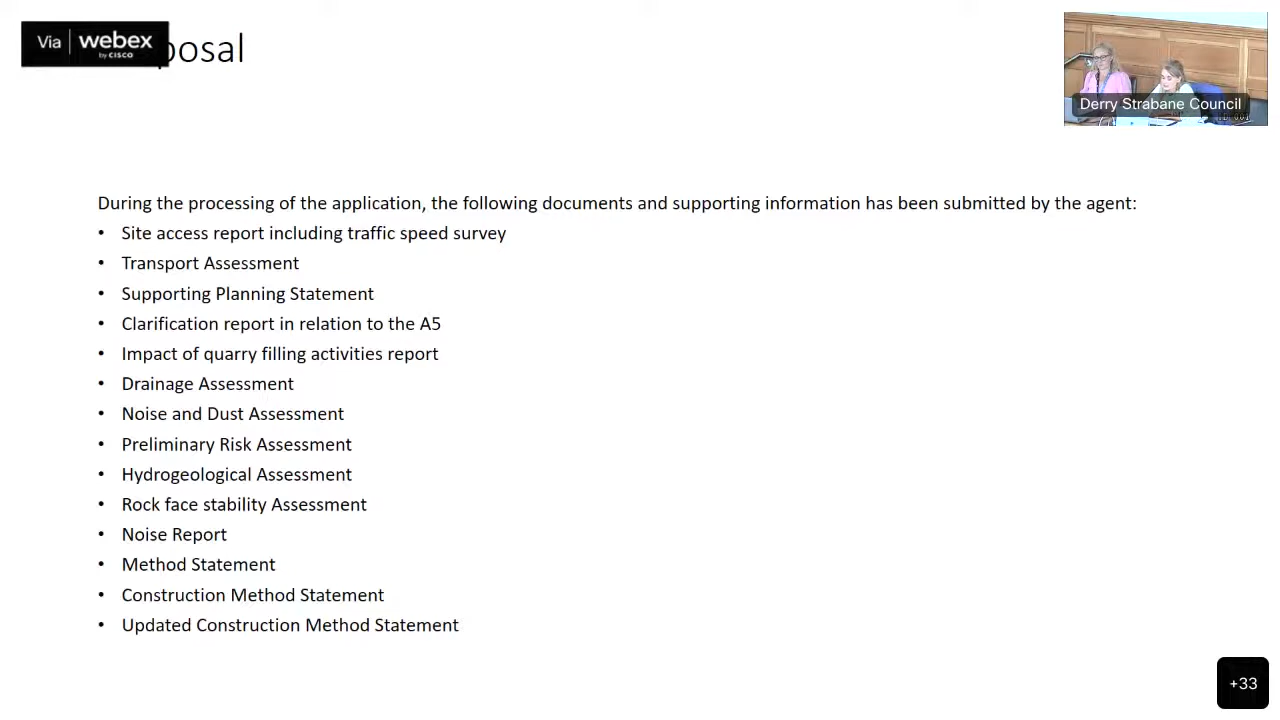 Via webex
by CISCO
posal
Derry Strabane Council
During the processing of the application, the following documents and supporting information has been submitted by the agent:
• Site access report including traffic speed survey
• Transport Assessment
• Supporting Planning Statement
• Clarification report in relation to the A5
• Impact of quarry filling activities report
• Drainage Assessment
• Noise and Dust Assessment
• Preliminary Risk Assessment
• Hydrogeological Assessment
• Rock face stability Assessment
• Noise Report
• Method Statement
• Construction Method Statement
• Updated Construction Method Statement
+33